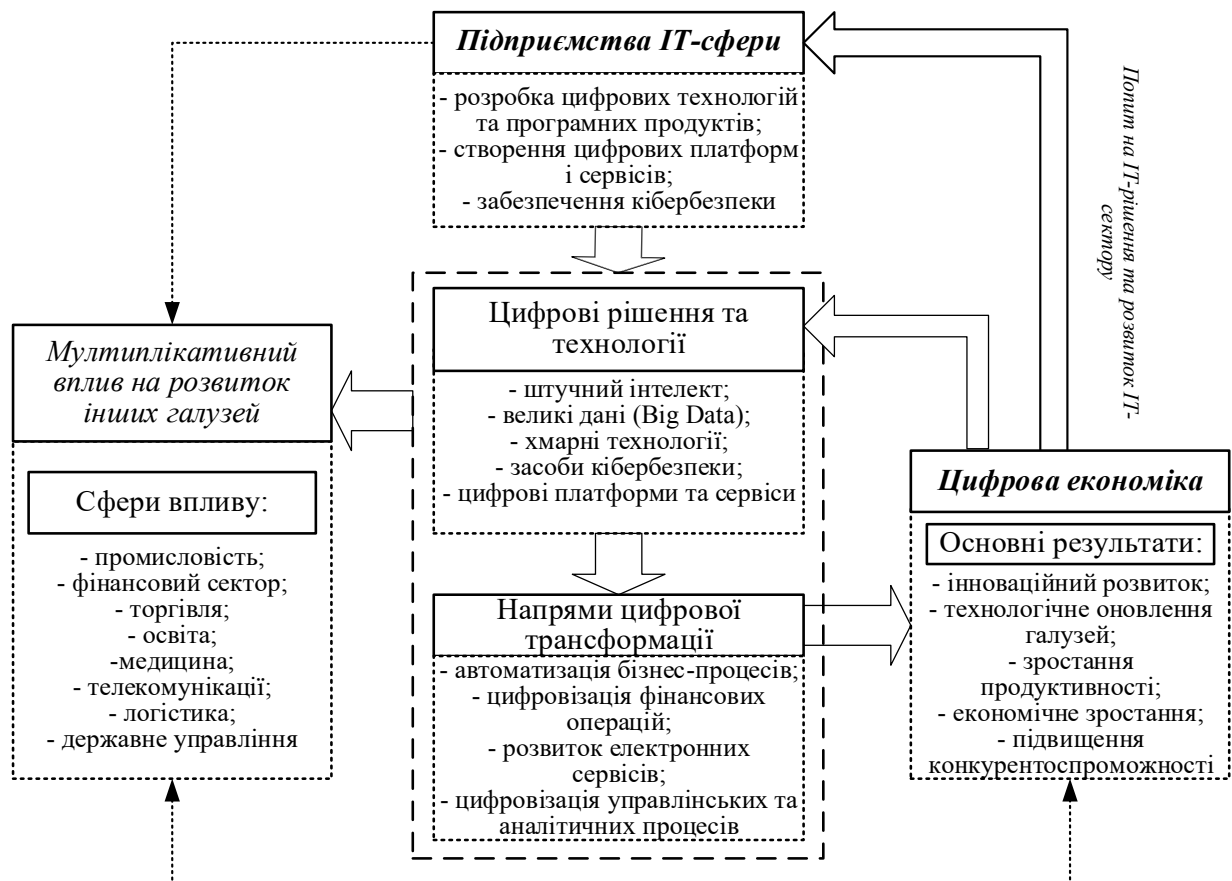 Підприємства ІТ-сфери
- розробка цифрових технологій
та програмних продуктів;
- створення цифрових платформ
і сервісів;
- забезпечення кібербезпеки
Попит на ІТ-рішення та розвиток ІТ-
сектору
Цифрові рішення та
технології
- штучний інтелект;
- великі дані (Big Data);
- хмарні технології;
- засоби кібербезпеки;
- цифрові платформи та сервіси
Мултиплікативний
вплив на розвиток
інших галузей
Сфери впливу:
- промисловість;
- фінансовий сектор;
- торгівля;
- освіта;
-медицина;
- телекомунікації;
- логістика;
- державне управління
Напрями цифрової
трансформації
- автоматизація бізнес-процесів;
- цифровізація фінансових
операцій;
- розвиток електронних
сервісів;
- цифровізація управлінських та
аналітичних процесів
Цифрова економіка
Основні результати:
- інноваційний розвиток;
- технологічне оновлення
галузей;
- зростання
продуктивності;
- економічне зростання;
- підвищення
конкурентоспроможності